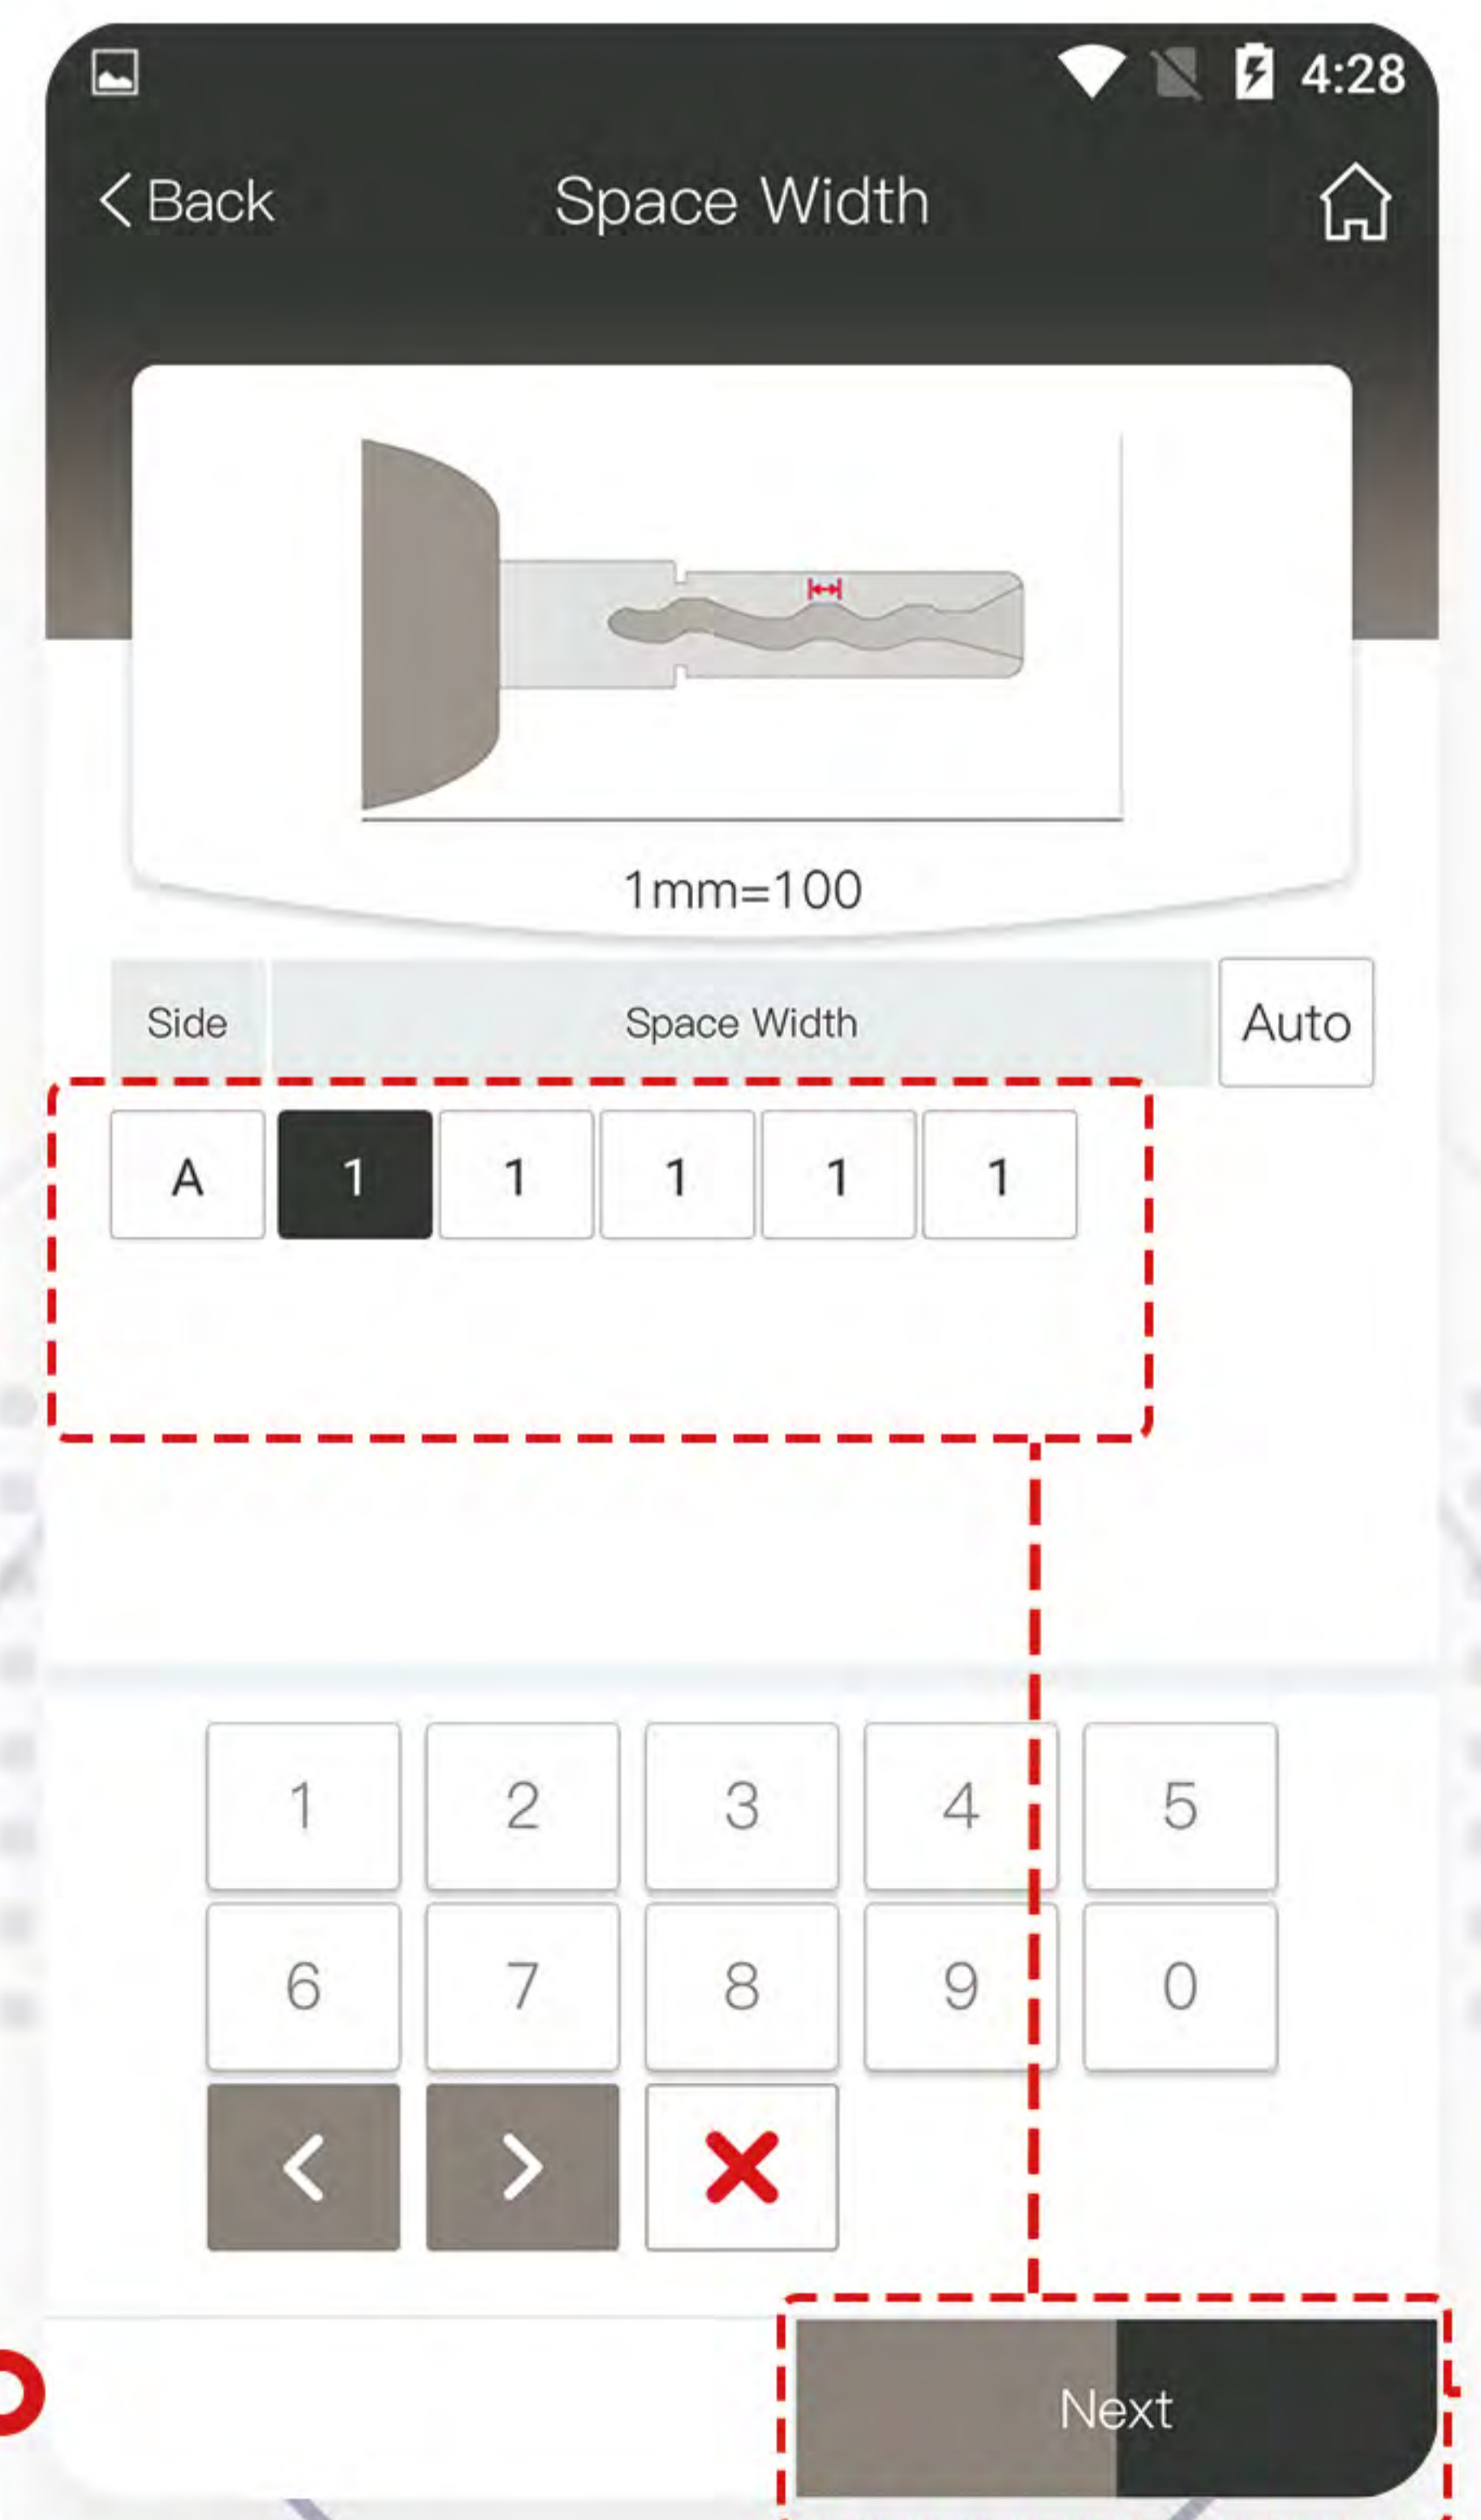 4:28
Back
Space Width
1mm=100
Side Space Width Auto
A 1 1 1 1 1
1 2 3 4 5
6 7 8 9 0
Next